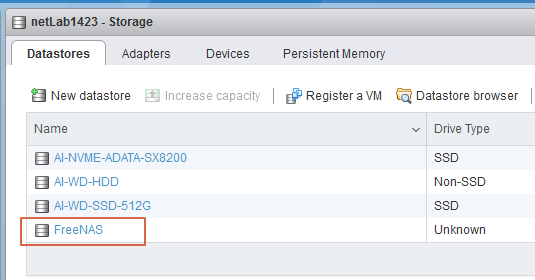 netLab1423 - Storage
Datastores Adapters Devices Persistent Memory
New datastore Increase capacity Register a VM Datastore browser
Name Drive Type
AI-NVME-ADATA-SX8200 SSD
AI-WD-HDD Non-SSD
AI-WD-SSD-512G SSD
FreeNAS Unknown